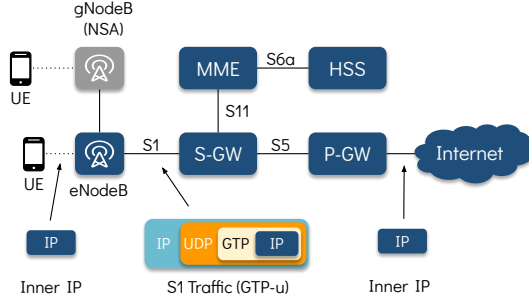 gNodeB
(NSA)
UE
MME
S6a
HSS
S11
UE
eNodeB
S1
S-GW
S5
P-GW
Internet
IP
IP
UDP
GTP
IP
IP
Inner IP
S1 Traffic (GTP-u)
Inner IP